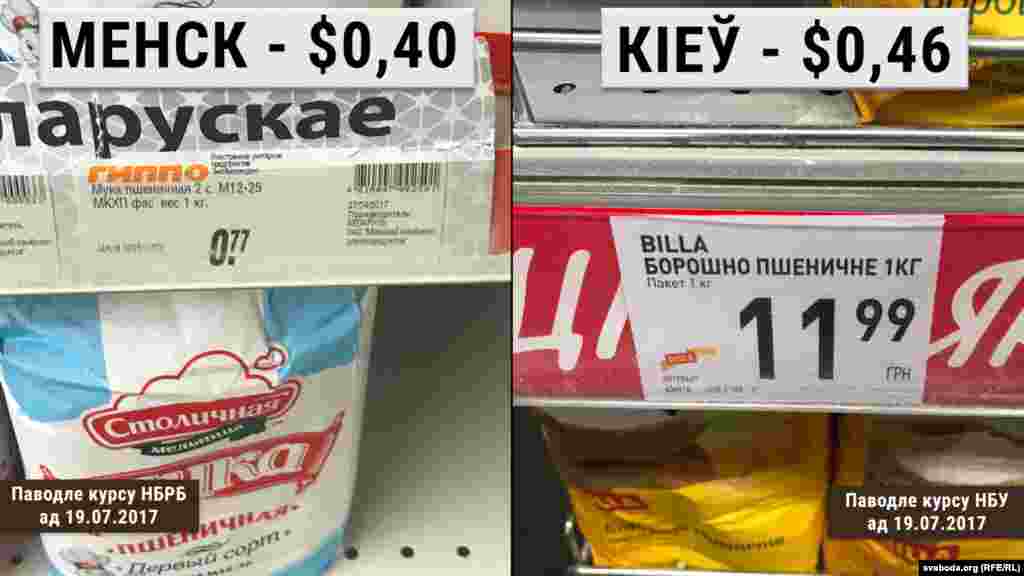 МЕНСК - $0,40
ларускае
ГИППО
Мука пшеничная 2 с. М12-25
МКХП фас. вес 1 кг.
0.77
Столичная
мельница
мука
пшеничная
Первый сорт
Паводле курсу НБРБ
ад 19.07.2017
КІЕЎ - $0,46
BILLA
БОРОШНО ПШЕНИЧНЕ 1КГ
Пакет 1 кг
11 99
ГРН
Паводле курсу НБУ
ад 19.07.2017
svaboda.org (RFE/RL)